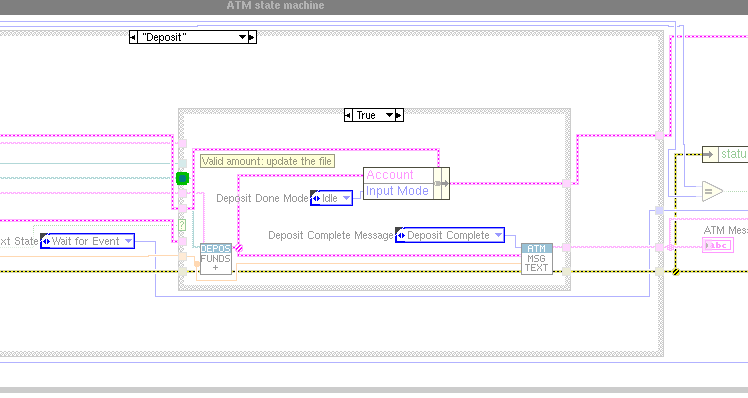 ATM state machine
"Deposit"
True
Valid amount: update the file
Account
Input Mode
Deposit Done Mode
Idle
Deposit Complete Message
Deposit Complete
xt State
Wait for Event
DEPOS
FUNDS
+
ATM
MSG
TEXT
statu
=
ATM Mess
abc
?